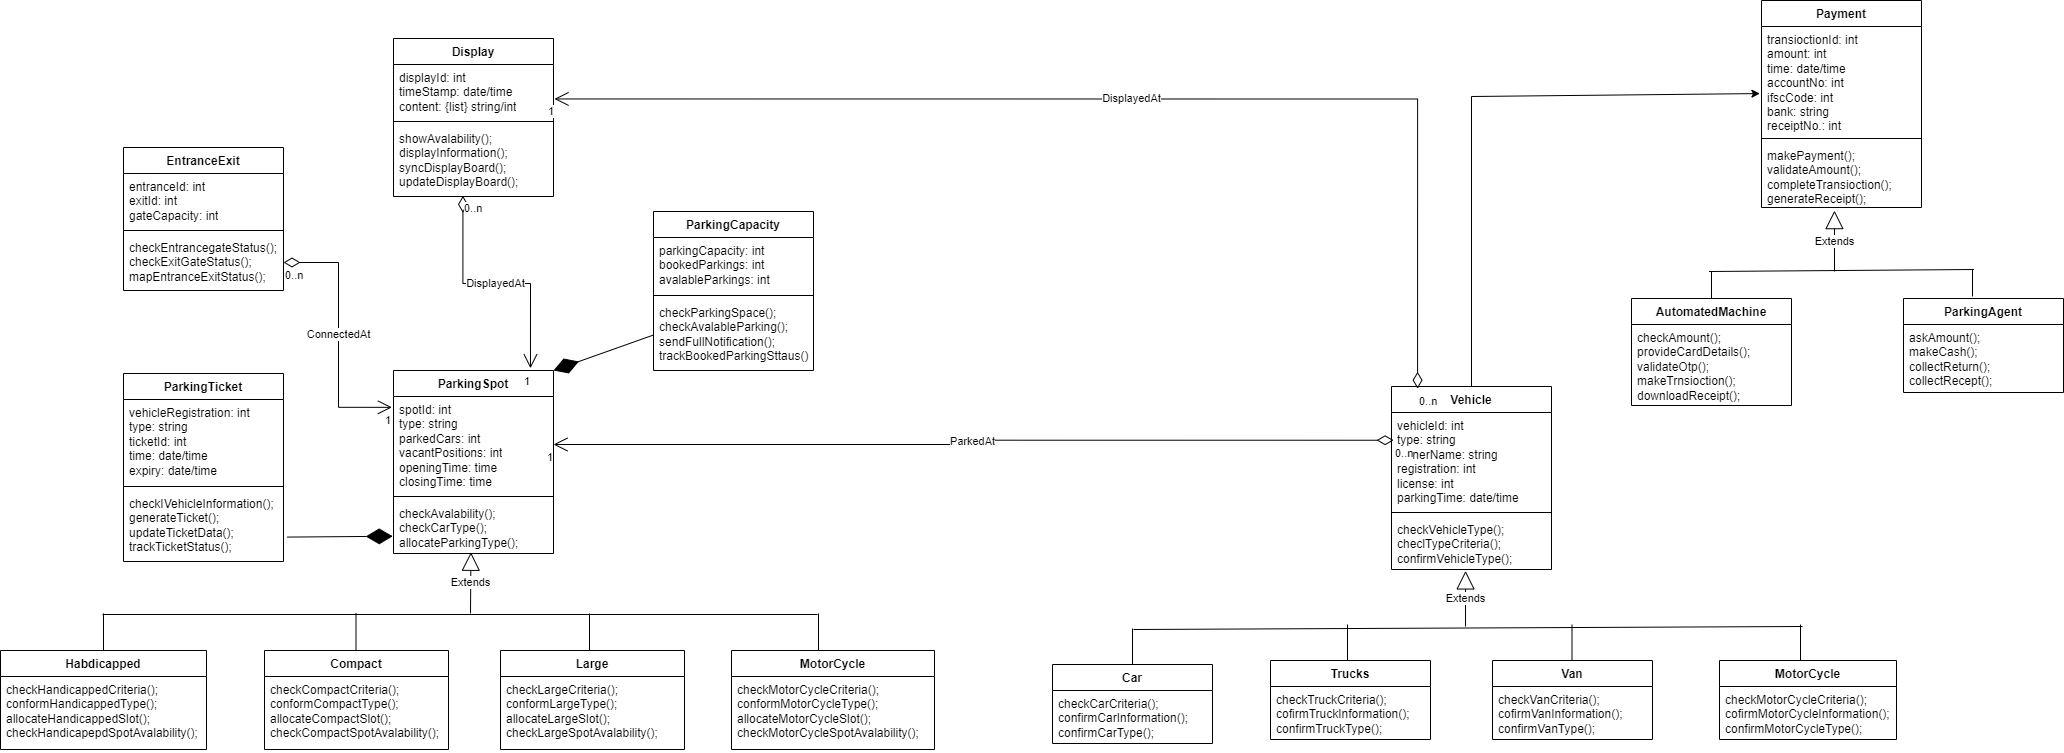 Payment
transioctionId: int
amount: int
time: date/time
accountNo: int
ifscCode: int
bank: string
receiptNo.: int
makePayment();
validateAmount();
completeTransioction();
generateReceipt();
Extends
Display
displayId: int
timeStamp: date/time
content: {list} string/int
showAvalability();
displayInformation();
syncDisplayBoard();
updateDisplayBoard();
1
DisplayedAt
0..n
EntranceExit
entranceId: int
exitId: int
gateCapacity: int
checkEntrancegateStatus();
checkExitGateStatus();
mapEntranceExitStatus();
0..n
ConnectedAt
1
DisplayedAt
1
ParkingCapacity
parkingCapacity: int
bookedParkings: int
avalableParkings: int
checkParkingSpace();
checkAvalableParking();
sendFullNotification();
trackBookedParkingSttaus()
AutomatedMachine
checkAmount();
provideCardDetails();
validateOtp();
makeTrnsioction();
downloadReceipt();
ParkingAgent
askAmount();
makeCash();
collectReturn();
collectRecept();
ParkingTicket
vehicleRegistration: int
type: string
ticketId: int
time: date/time
expiry: date/time
checkIVehicleInformation();
generateTicket();
updateTicketData();
trackTicketStatus();
ParkingSpot
spotId: int
type: string
parkedCars: int
vacantPositions: int
openingTime: time
closingTime: time
checkAvalability();
checkCarType();
allocateParkingType();
1
ParkedAt
0..n
Extends
0..n
Vehicle
vehicleId: int
type: string
nerName: string
registration: int
license: int
parkingTime: date/time
checkVehicleType();
checlTypeCriteria();
confirmVehicleType();
Extends
Habdicapped
checkHandicappedCriteria();
conformHandicappedType();
allocateHandicappedSlot();
checkHandicapepdSpotAvalability();
Compact
checkCompactCriteria();
conformCompactType();
allocateCompactSlot();
checkCompactSpotAvalability();
Large
checkLargeCriteria();
conformLargeType();
allocateLargeSlot();
checkLargeSpotAvalability();
MotorCycle
checkMotorCycleCriteria();
conformMotorCycleType();
allocateMotorCycleSlot();
checkMotorCycleSpotAvalability();
Car
checkCarCriteria();
confirmCarInformation();
confirmCarType();
Trucks
checkTruckCriteria();
cofirmTruckInformation();
confirmTruckType();
Van
checkVanCriteria();
cofirmVanInformation();
confirmVanType();
MotorCycle
checkMotorCycleCriteria();
cofirmMotorCycleInformation();
confirmMotorCycleType();